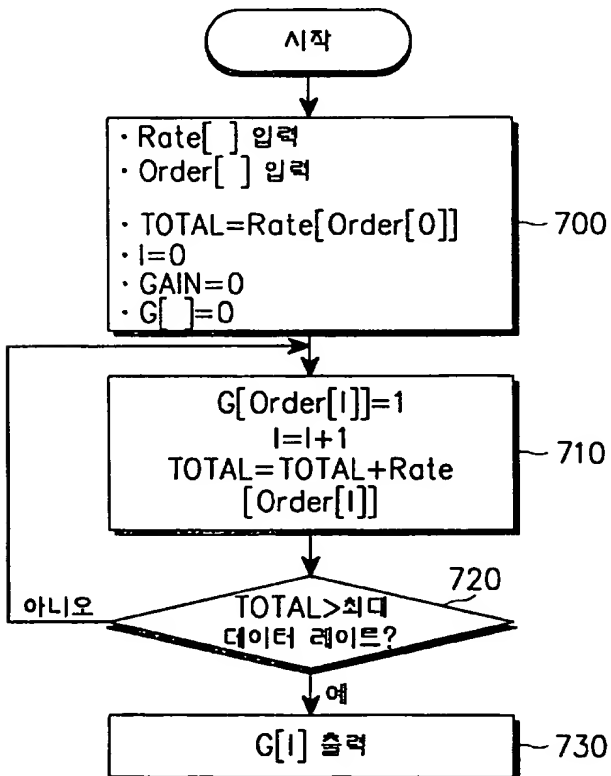 시작
· Rate[ ] 입력
· Order[ ] 입력
· TOTAL=Rate[Order[0]]
· I=0
· GAIN=0
· G[ ]=0
700
G[Order[I]]=1
I=I+1
TOTAL=TOTAL+Rate
[Order[I]]
710
720
TOTAL>최대
데이터 레이트?
아니오
예
G[I] 출력
730